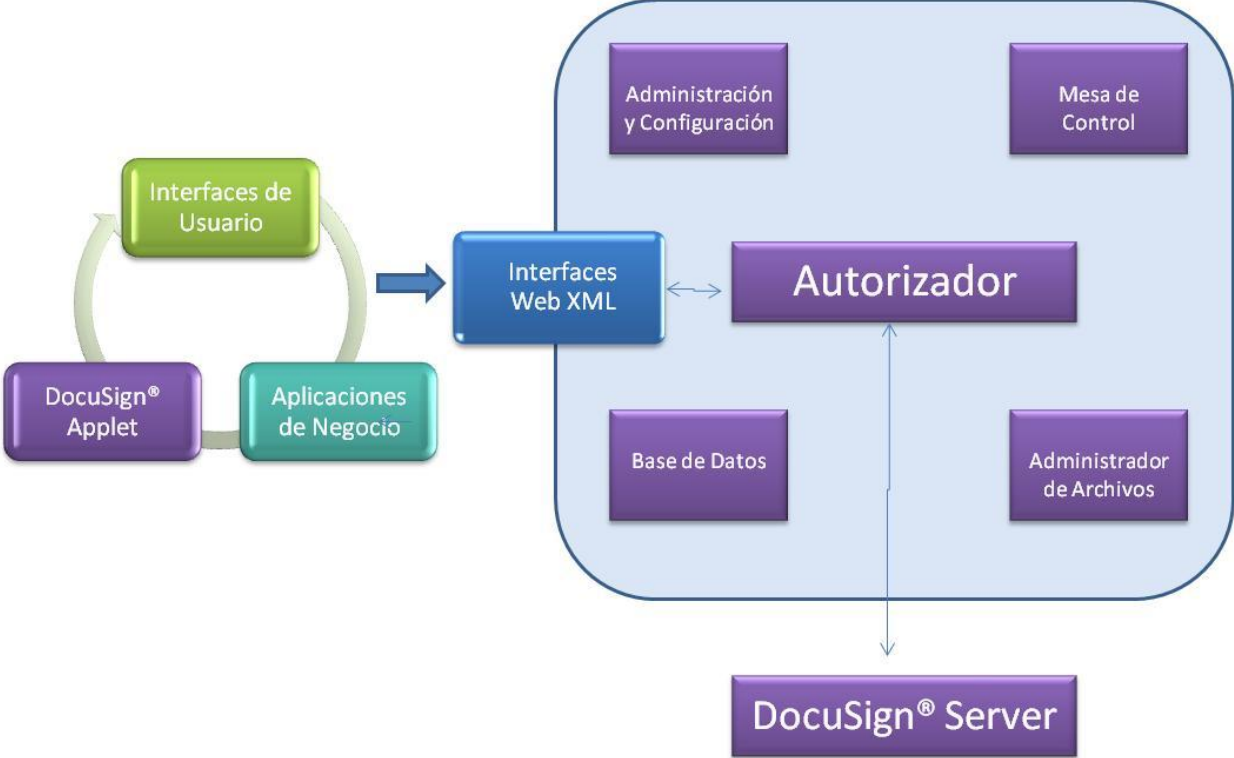 Administración
y Configuración
Mesa de
Control
Interfaces de
Usuario
Interfaces
Web XML
Autorizador
DocuSign® 
Applet
Aplicaciones
de Negocio
Base de Datos
Administrador
de Archivos
DocuSign® Server